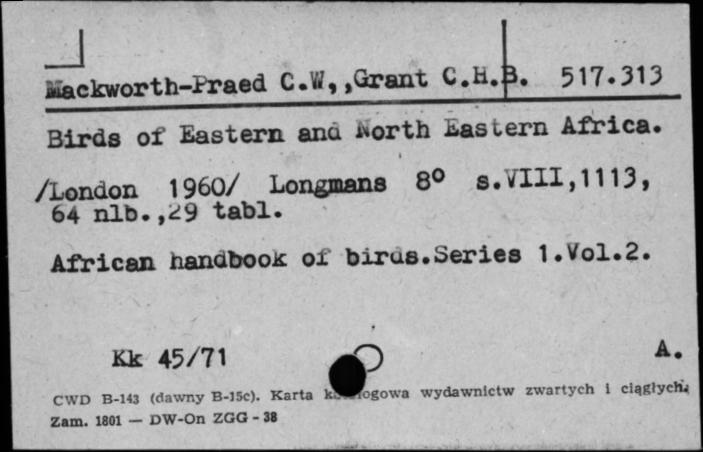 Mackworth-Praed C.W,,Grant C.H.B. 517.313
Birds of Eastern and North Eastern Africa.
/London 1960/ Longmans 8° s.VIII,1113,
64 nlb.,29 tabl.
African handbook of birds.Series 1.Vol.2.
Kk 45/71 A.
CWD B-143 (dawny B-15c). Karta wydawnictw zwartych i ciągłych.
Zam. 1801 — DW-On ZGG - 38